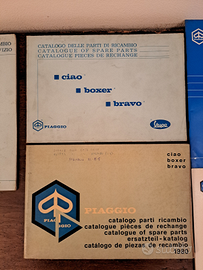 CATALOGO DELLE PARTI DI RICAMBIO
CATALOGUE OF SPARE PARTS
CATALOGUE PIECES DE RECHANGE
ciao
boxer
bravo
PIAGGIO
Vespa
ciao
boxer
bravo
PIAGGIO
PIAGGIO
catalogo parti ricambio
catalogue pièces de rechange
catalogue of spare parts
ersatzteil-katalog
catálogo de piezas de recambio
1990